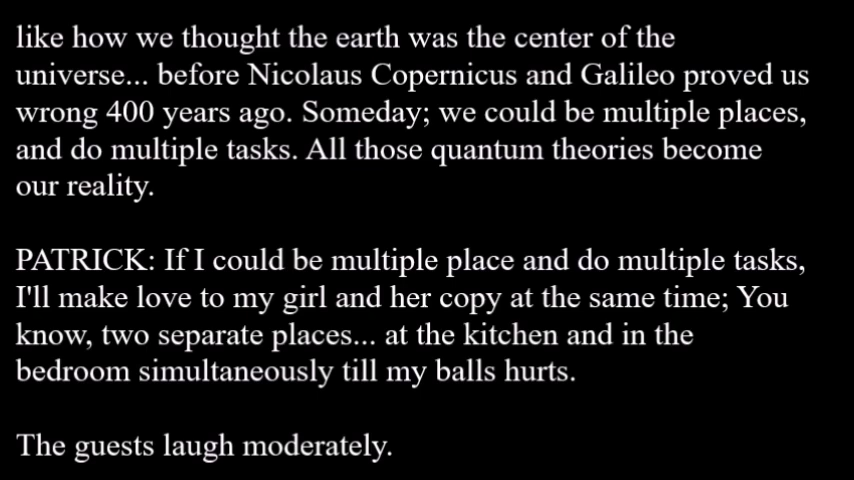 like how we thought the earth was the center of the
universe... before Nicolaus Copernicus and Galileo proved us
wrong 400 years ago. Someday; we could be multiple places,
and do multiple tasks. All those quantum theories become
our reality.
PATRICK: If I could be multiple place and do multiple tasks,
I'll make love to my girl and her copy at the same time; You
know, two separate places... at the kitchen and in the
bedroom simultaneously till my balls hurts.
The guests laugh moderately.